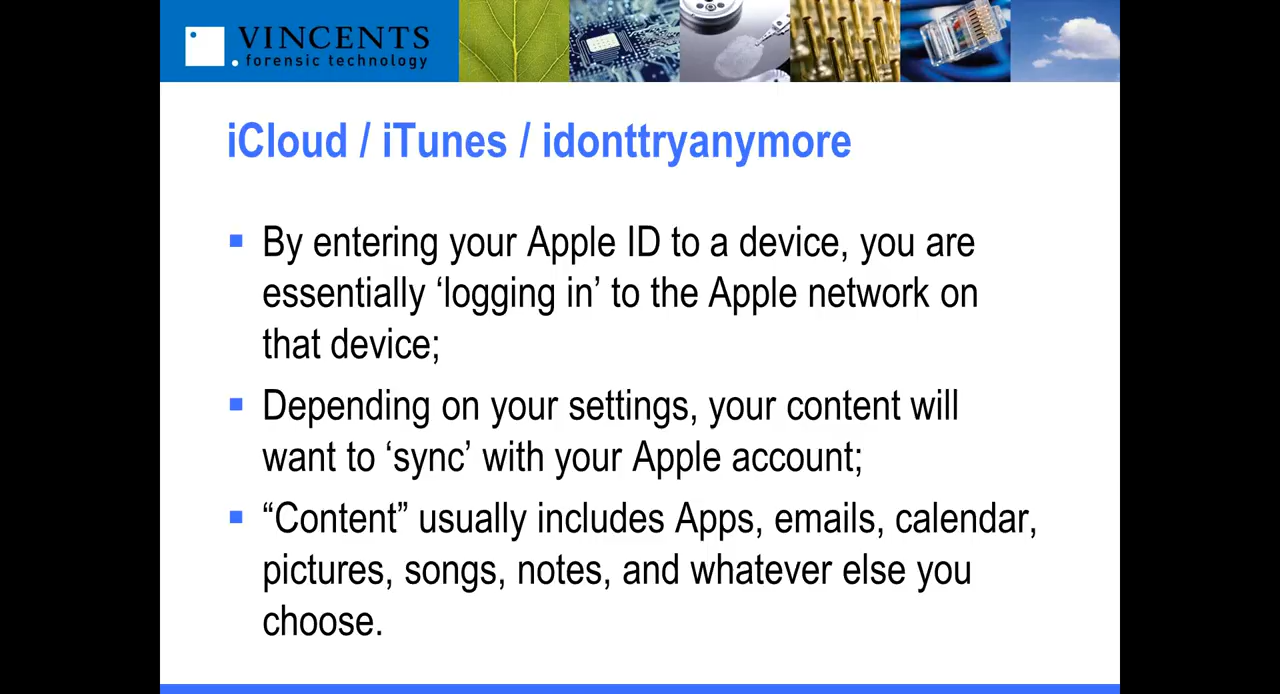 VINCENTS
forensic technology
iCloud / iTunes / idonttryanymore
▪ By entering your Apple ID to a device, you are
essentially ‘logging in’ to the Apple network on
that device;
▪ Depending on your settings, your content will
want to ‘sync’ with your Apple account;
▪ “Content” usually includes Apps, emails, calendar,
pictures, songs, notes, and whatever else you
choose.